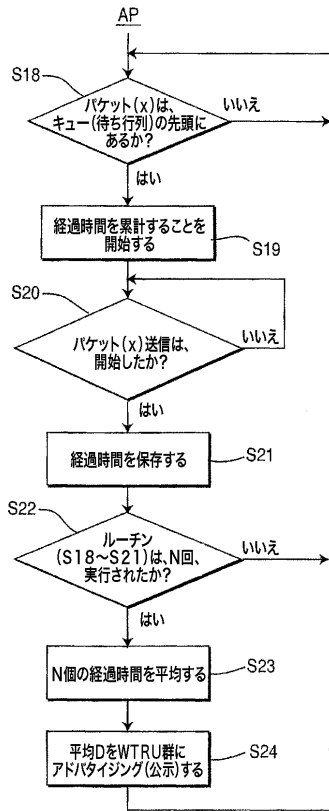 AP
S18
パケット(x)は、
キュー(待ち行列)の先頭に
あるか?
いいえ
はい
経過時間を累計することを
開始する
S19
S20
パケット(x)送信は、
開始したか?
いいえ
はい
経過時間を保存する
S21
S22
ルーチン
(S18~S21)は、N回、
実行されたか?
いいえ
はい
N個の経過時間を平均する
S23
平均DをWTRU群に
アドバタイジング(公示)する
S24